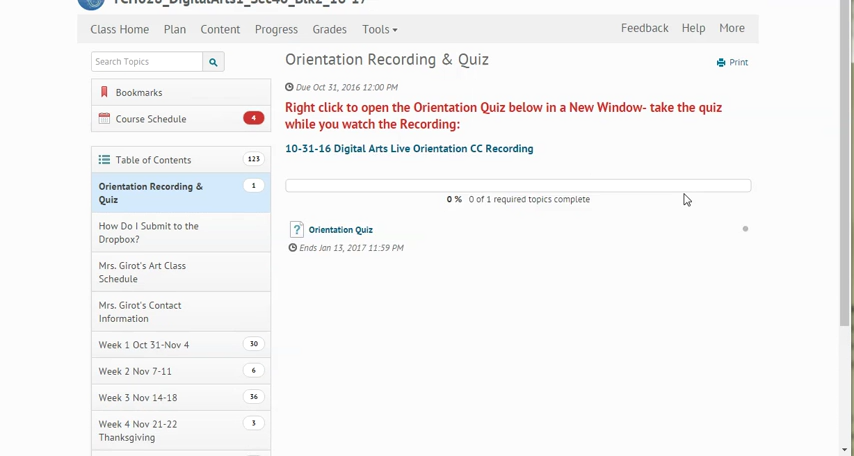 Class Home Plan Content Progress Grades Tools Feedback Help More
Search Topics
Bookmarks
Course Schedule 4
Table of Contents 123
Orientation Recording & Quiz 1
How Do I Submit to the
Dropbox?
Mrs. Girot's Art Class
Schedule
Mrs. Girot's Contact
Information
Week 1 Oct 31-Nov 4 30
Week 2 Nov 7-11 6
Week 3 Nov 14-18 36
Week 4 Nov 21-22 3
Thanksgiving
Orientation Recording & Quiz
Print
Due Oct 31, 2016 12:00 PM
Right click to open the Orientation Quiz below in a New Window- take the quiz
while you watch the Recording:
10-31-16 Digital Arts Live Orientation CC Recording
0 % 0 of 1 required topics complete
? Orientation Quiz
Ends Jan 13, 2017 11:59 PM